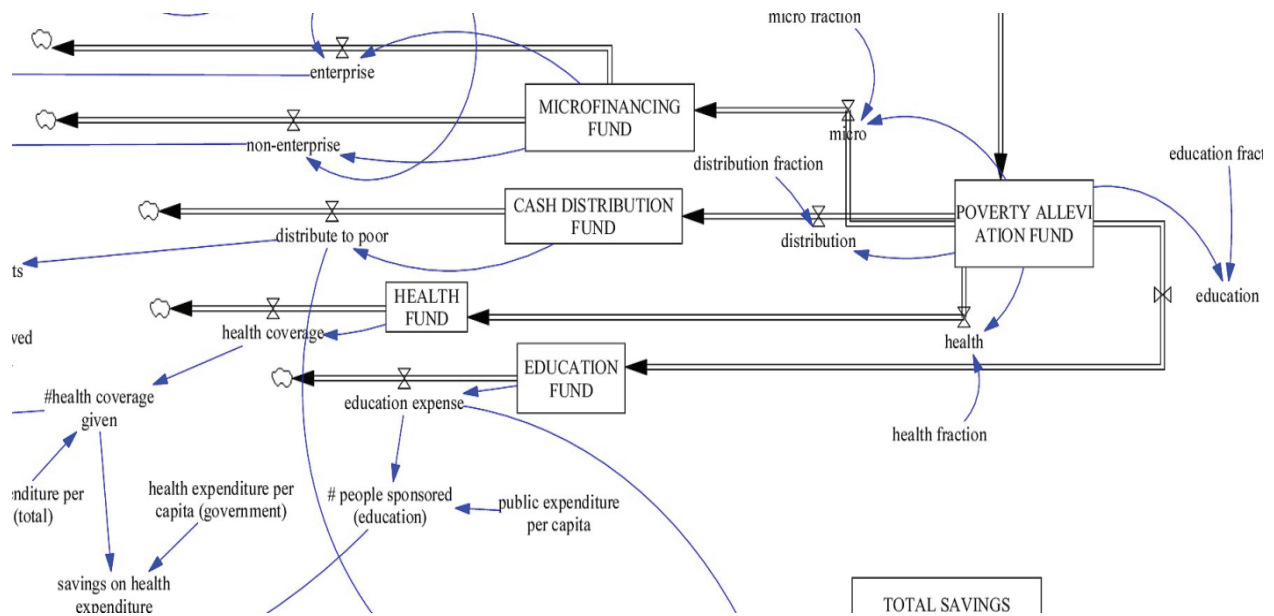 micro fraction
enterprise
MICROFINANCING
FUND
micro
non-enterprise
distribution fraction
education fract
CASH DISTRIBUTION
FUND
POVERTY ALLEVI
ATION FUND
distribute to poor
distribution
ts
education
HEALTH
FUND
health coverage
ved
health
EDUCATION
FUND
#health coverage
given
education expense
health fraction
enditure per
(total)
health expenditure per
capita (government)
# people sponsored
(education)
public expenditure
per capita
savings on health
expenditure
TOTAL SAVINGS